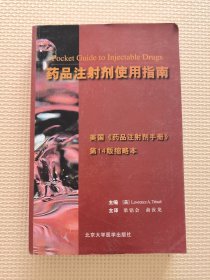 Pocket Guide to Injectable Drugs
药品注射剂使用指南
美国《药品注射剂手册》
第14版缩略本
主编 [美] Lawrence A. Trissel
主译
北京大学医学出版社